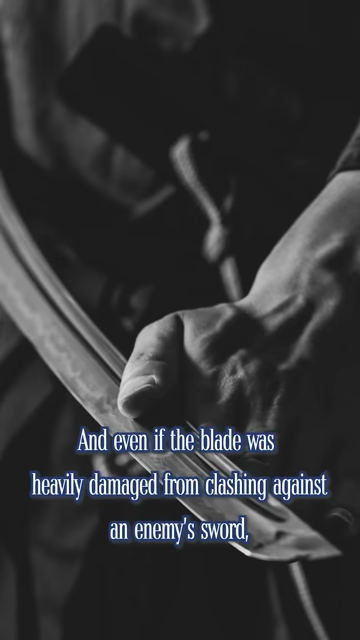 And even if the blade was
heavily damaged from clashing against
an enemy's sword,